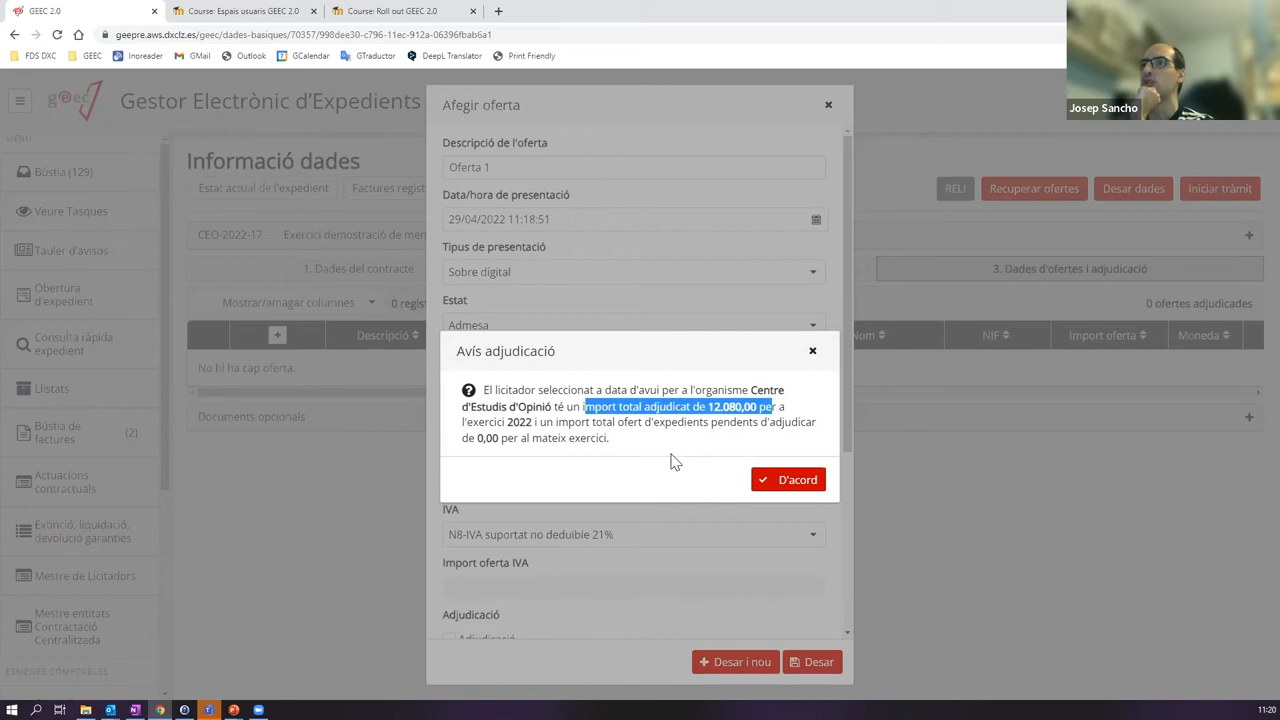 GEEC 2.0
Course: Espais usuaris GEEC 2.0
Course: Roll out GEEC 2.0
geepre.aws.dxclz.es/geec/dades-basiques/70357/998dee30-c796-11ec-912a-06396fbab6a1
FDS DXC
GEEC
Inoreader
GMail
Outlook
GCalendar
GTraductor
DeepL Translator
Print Friendly
Josep Sancho
geec
Gestor Electrònic d'Expedients
MENÚ
Bústia (129)
Veure Tasques
Tauler d'avisos
Obertura
d'expedient
Consulta ràpida
expedient
Llistats
Bústia de
factures
(2)
Actuacions
contractuals
Extinció, liquidació,
devolució garanties
Mestre de Licitadors
Mestre entitats
Contractació
Centralitzada
ESMENES COMPTABLES
Informació dades
Estat actual de l'expedient
Factures regist
RELI
Recuperar ofertes
Desar dades
Iniciar tràmit
CEO-2022-17
Exercici demostració de men
1. Dades del contracte
3. Dades d'ofertes i adjudicació
Mostrar/amagar columnes
0 regist
0 ofertes adjudicades
Descripció
Nom
NIF
Import oferta
Moneda
No hi ha cap oferta.
Documents opcionals
Afegir oferta
Descripció de l'oferta
Oferta 1
Data/hora de presentació
29/04/2022 11:18:51
Tipus de presentació
Sobre digital
Estat
Admesa
Avís adjudicació
El licitador seleccionat a data d'avui per a l'organisme Centre
d'Estudis d'Opinió té un import total adjudicat de 12.080,00 per a
l'exercici 2022 i un import total ofert d'expedients pendents d'adjudicar
de 0,00 per al mateix exercici.
D'acord
IVA
N8-IVA suportat no deduïble 21%
Import oferta IVA
Adjudicació
Adjudicació
Desar i nou
Desar
11:20